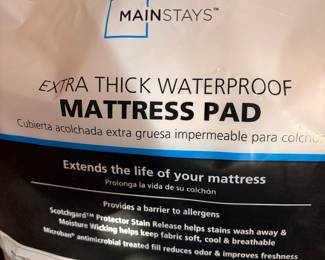 MAINSTAYS™
EXTRA THICK WATERPROOF
MATTRESS PAD
Cubierta acolchada extra gruesa impermeable para colchó
Extends the life of your mattress
Prolonga la vida de su colchón
Provides a barrier to allergens
Scotchgard™ Protector Stain Release helps stains wash away &
Moisture Wicking helps keep fabric soft, cool & breathable
Microban® antimicrobial treated fill reduces odor & improves freshness